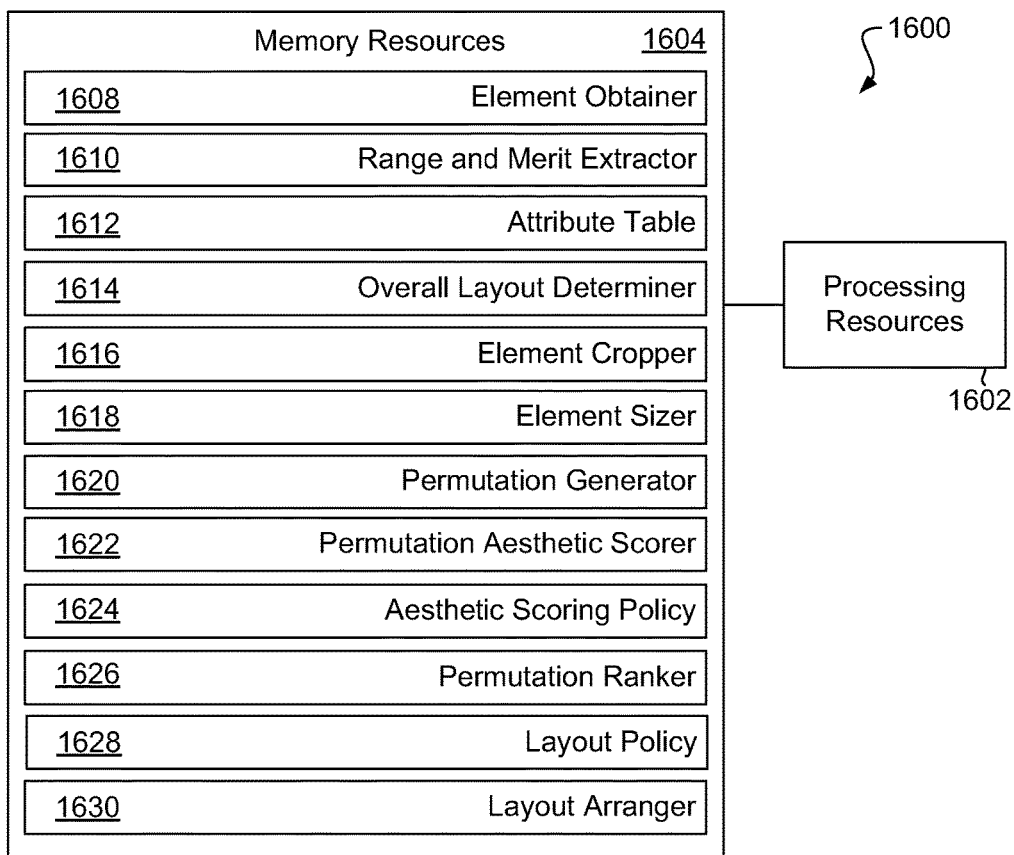 Memory Resources 1604
1600
1608 Element Obtainer
1610 Range and Merit Extractor
1612 Attribute Table
1614 Overall Layout Determiner
1616 Element Cropper
1618 Element Sizer
1620 Permutation Generator
1622 Permutation Aesthetic Scorer
1624 Aesthetic Scoring Policy
1626 Permutation Ranker
1628 Layout Policy
1630 Layout Arranger
Processing
Resources
1602